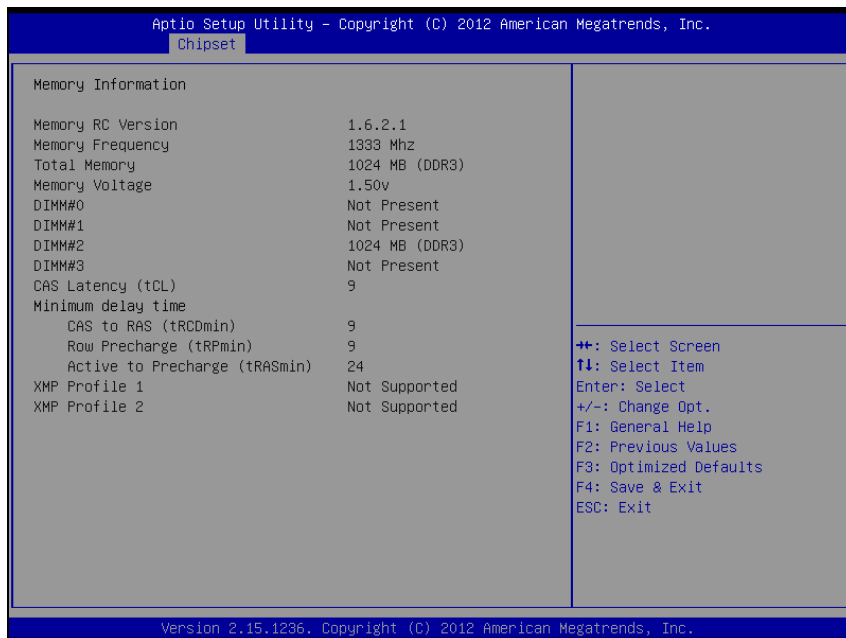 Aptio Setup Utility – Copyright (C) 2012 American Megatrends, Inc.
Chipset
Memory Information
Memory RC Version 1.6.2.1
Memory Frequency 1333 Mhz
Total Memory 1024 MB (DDR3)
Memory Voltage 1.50v
DIMM#0 Not Present
DIMM#1 Not Present
DIMM#2 1024 MB (DDR3)
DIMM#3 Not Present
CAS Latency (tCL) 9
Minimum delay time
CAS to RAS (tRCDmin) 9
Row Precharge (tRPmin) 9
Active to Precharge (tRASmin) 24
XMP Profile 1 Not Supported
XMP Profile 2 Not Supported
→←: Select Screen
↑↓: Select Item
Enter: Select
+/-: Change Opt.
F1: General Help
F2: Previous Values
F3: Optimized Defaults
F4: Save & Exit
ESC: Exit
Version 2.15.1236. Copyright (C) 2012 American Megatrends, Inc.